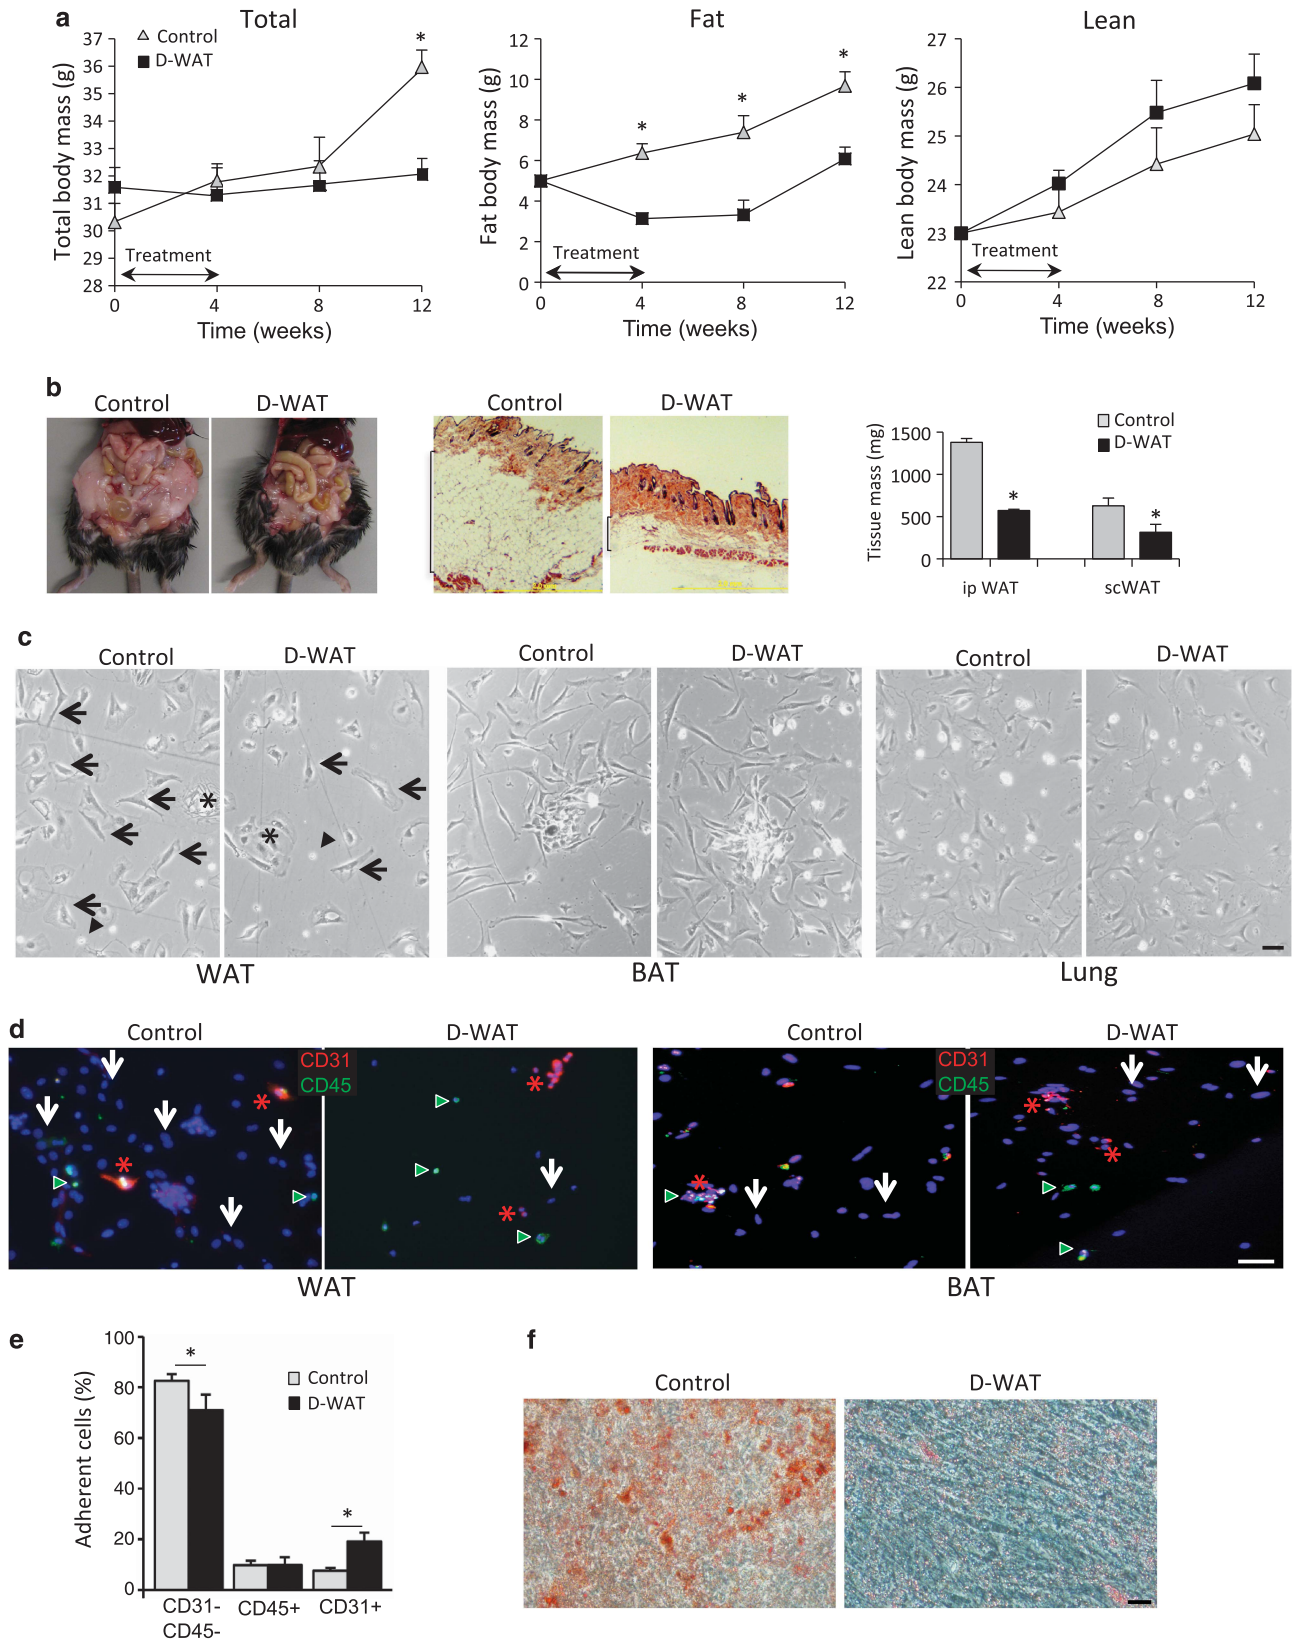 a
Total
Fat
Lean
Control
D-WAT
Total body mass (g)
37
36
35
34
33
32
31
30
29
28
*
Treatment
0 4 8 12
Time (weeks)
Fat body mass (g)
12
10
8
6
4
2
0
* * *
Treatment
0 4 8 12
Time (weeks)
Lean body mass (g)
27
26
25
24
23
22
Treatment
0 4 8 12
Time (weeks)
b
Control D-WAT
Control D-WAT
Control
D-WAT
Tissue mass (mg)
1500
1000
500
0
* *
ip WAT scWAT
c
Control D-WAT Control D-WAT Control D-WAT
* *
WAT BAT Lung
d
Control D-WAT Control D-WAT
CD31
CD45
CD31
CD45
* * * * * * *
WAT BAT
e
Adherent cells (%)
100
80
60
40
20
0
* *
Control
D-WAT
CD31-
CD45-
CD45+
CD31+
f
Control D-WAT